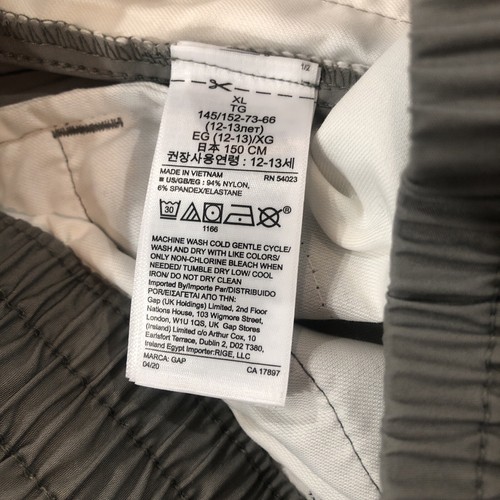 1/2
XL
TG
145/152-73-66
(12-13лет)
EG (12-13)/XG
日本 150 CM
권장사용연령 : 12-13세
MADE IN VIETNAM RN 54023
■ US/GB/EG : 94% NYLON,
6% SPANDEX/ELASTANE
30
®
1166
MACHINE WASH COLD GENTLE CYCLE/
WASH AND DRY WITH LIKE COLORS/
ONLY NON-CHLORINE BLEACH WHEN
NEEDED/ TUMBLE DRY LOW/ COOL
IRON/ DO NOT DRY CLEAN
Imported By/Importe Par/DISTRIBUIDO
POR/ΕΙΣΑΓΕΤΑΙ ΑΠΟ ΤΗΝ:
Gap (UK Holdings) Limited, 2nd Floor
Nations House, 103 Wigmore Street,
London, W1U 1QS, UK Gap Stores
(Ireland) Limited c/o Arthur Cox, 10
Earlsfort Terrace, Dublin 2, D02 T380,
Ireland Egypt Importer:RIGE, LLC
MARCA: GAP
04/20 CA 17897